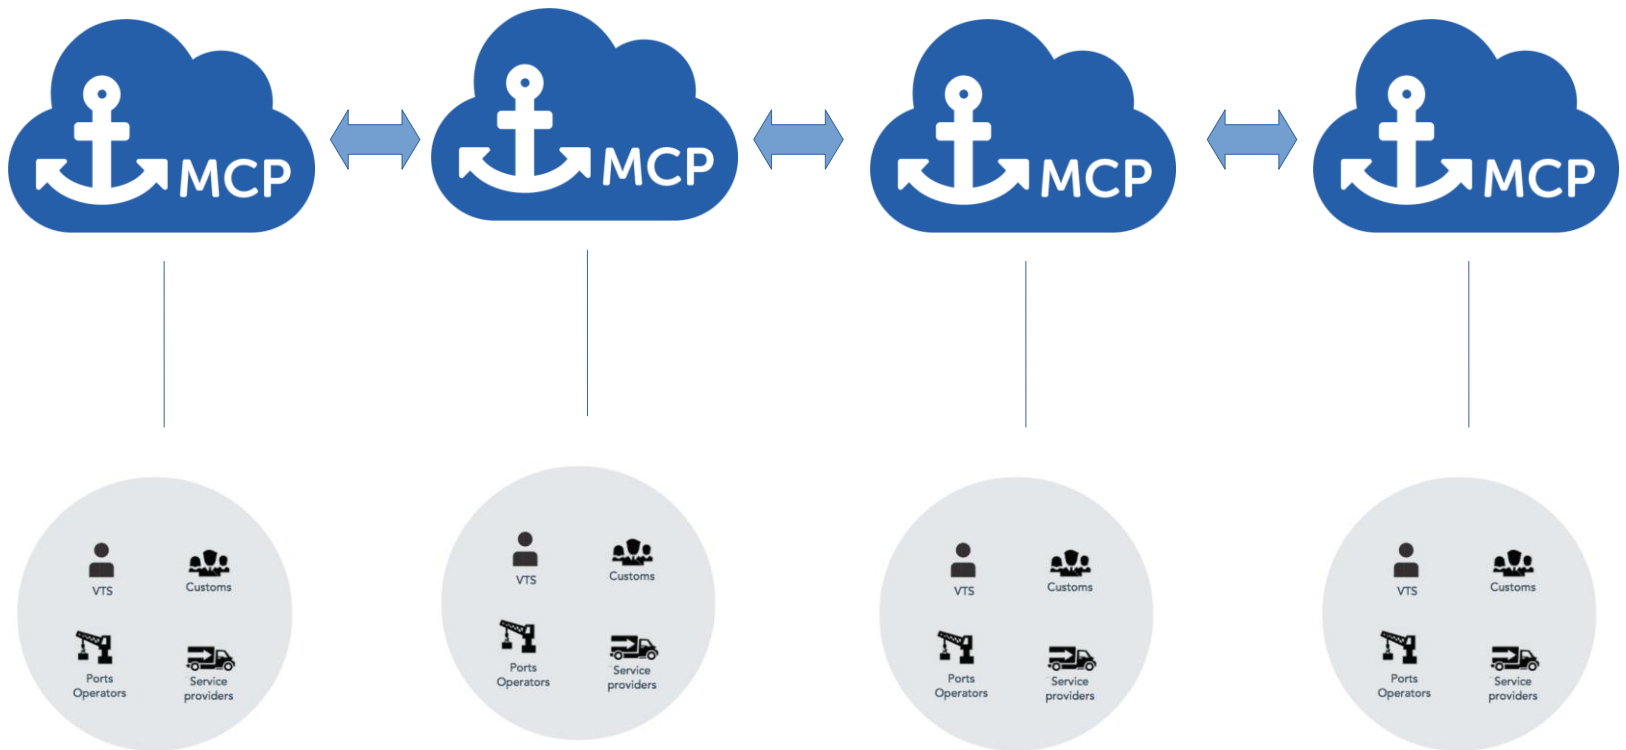 MCP
MCP
MCP
MCP
VTS
Customs
Ports
Operators
Service
providers
VTS
Customs
Ports
Operators
Service
providers
VTS
Customs
Ports
Operators
Service
providers
VTS
Customs
Ports
Operators
Service
providers